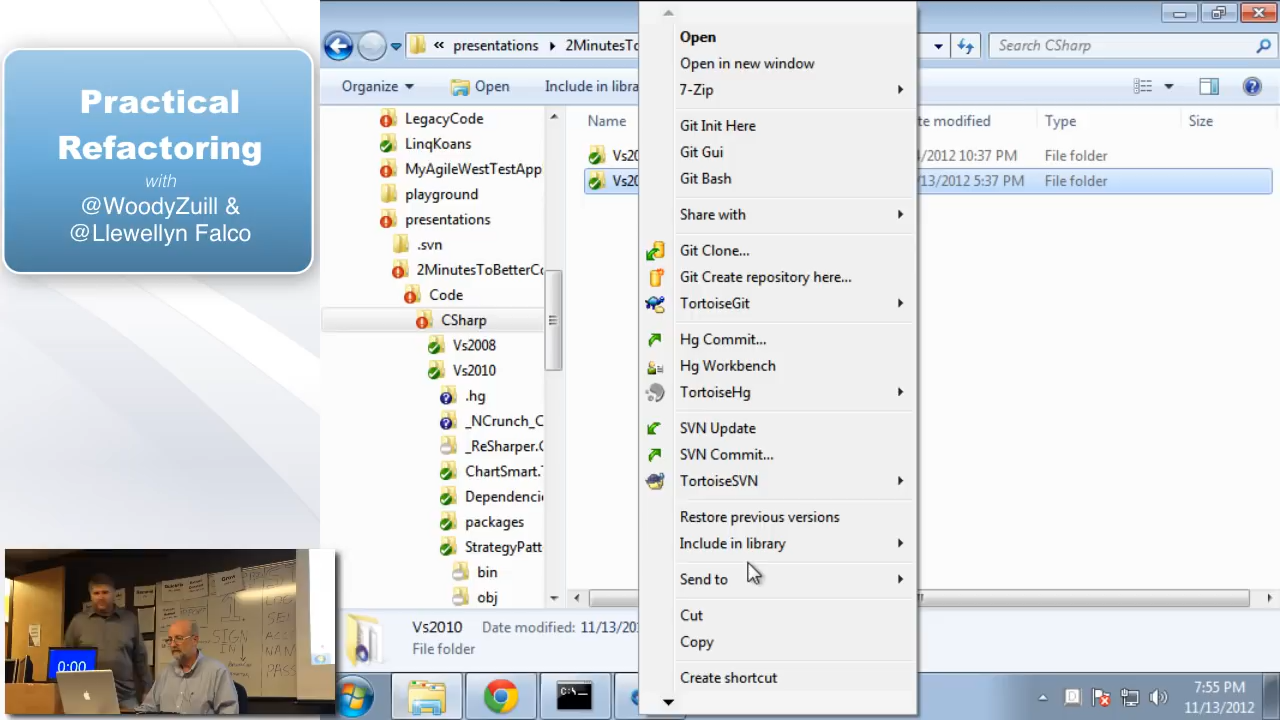 Practical
Refactoring
with
@WoodyZuill &
@Llewellyn Falco
0:00
SIGN
IN
« presentations
2MinutesTo
Search CSharp
Organize
Open
Include in libra
LegacyCode
LinqKoans
MyAgileWestTestApp
playground
presentations
.svn
2MinutesToBetterCo
Code
CSharp
Vs2008
Vs2010
.hg
_NCrunch_C
_ReSharper.
ChartSmart.
Dependenci
packages
StrategyPatt
bin
obj
Name
te modified
Type
Size
Vs20
/2012 10:37 PM
File folder
Vs20
/13/2012 5:37 PM
File folder
Open
Open in new window
7-Zip
Git Init Here
Git Gui
Git Bash
Share with
Git Clone...
Git Create repository here...
TortoiseGit
Hg Commit...
Hg Workbench
TortoiseHg
SVN Update
SVN Commit...
TortoiseSVN
Restore previous versions
Include in library
Send to
Cut
Copy
Create shortcut
Vs2010
Date modified: 11/13/20
File folder
C:\_
7:55 PM
11/13/2012